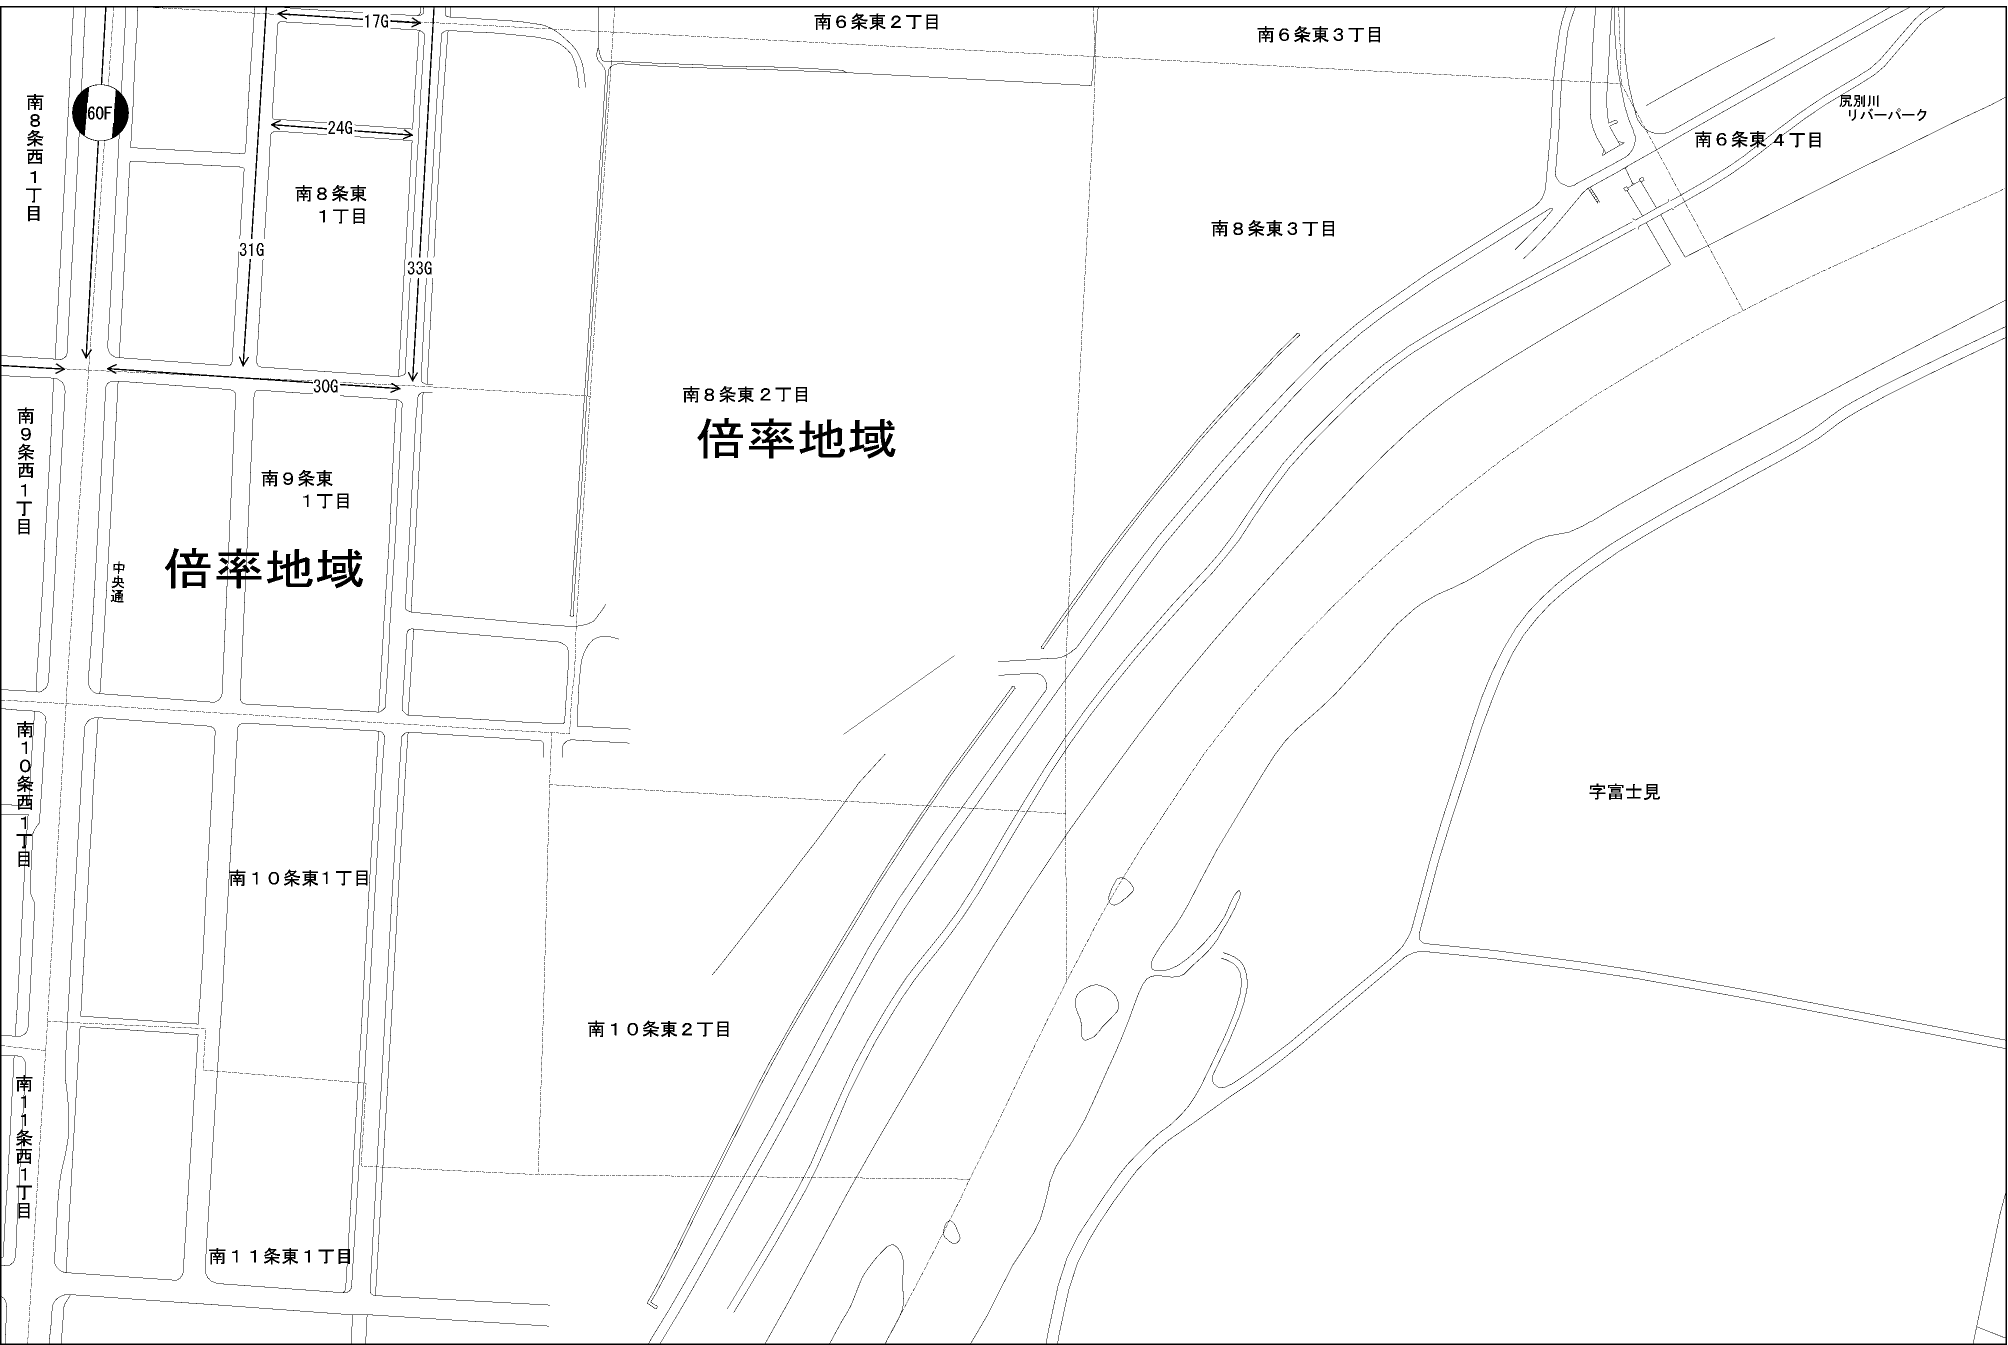 17G
南６条東２丁目
南６条東３丁目
60F
南８条西１丁目
24G
尻別川
リバーパーク
南６条東４丁目
南８条東
１丁目
31G
33G
南８条東３丁目
30G
南８条東２丁目
倍率地域
南９条西１丁目
南９条東
１丁目
倍率地域
中央通
南１０条西１丁目
字富士見
南１０条東１丁目
南１０条東２丁目
南１１条西１丁目
南１１条東１丁目